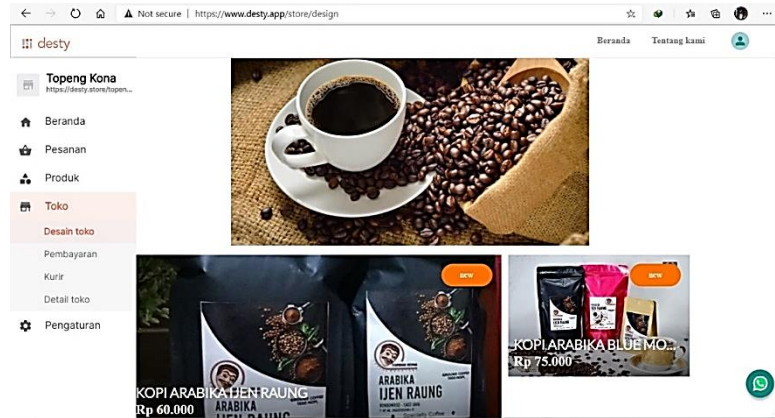 Not secure | https://www.desty.app/store/design
desty
Beranda Tentang kami
Topeng Kona
https://desty.store/topen...
Beranda
Pesanan
Produk
Toko
Desain toko
Pembayaran
Kurir
Detail toko
Pengaturan
new
ARABIKA
IJEN RAUNG
Specialty Coffee
KOPI ARABIKA IJEN RAUNG
Rp 60.000
ARABIKA
IJEN RAUNG
new
KOPI ARABIKA BLUE MO...
Rp 75.000